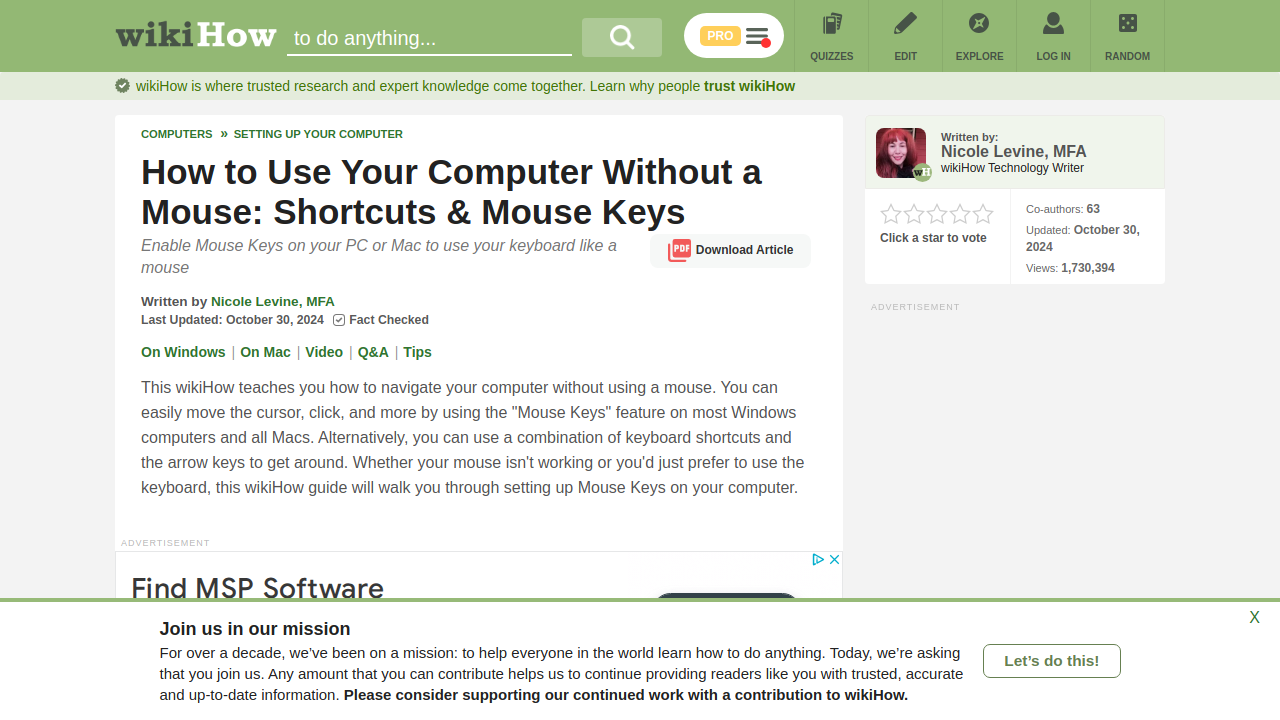 wikiHow
to do anything...
PRO
QUIZZES
EDIT
EXPLORE
LOG IN
RANDOM
wikiHow is where trusted research and expert knowledge come together. Learn why people trust wikiHow
COMPUTERS » SETTING UP YOUR COMPUTER
How to Use Your Computer Without a
Mouse: Shortcuts & Mouse Keys
Enable Mouse Keys on your PC or Mac to use your keyboard like a
mouse
PDF Download Article
Written by Nicole Levine, MFA
Last Updated: October 30, 2024 Fact Checked
On Windows | On Mac | Video | Q&A | Tips
This wikiHow teaches you how to navigate your computer without using a mouse. You can
easily move the cursor, click, and more by using the "Mouse Keys" feature on most Windows
computers and all Macs. Alternatively, you can use a combination of keyboard shortcuts and
the arrow keys to get around. Whether your mouse isn't working or you'd just prefer to use the
keyboard, this wikiHow guide will walk you through setting up Mouse Keys on your computer.
ADVERTISEMENT
Find MSP Software
Written by:
Nicole Levine, MFA
wikiHow Technology Writer
wH
Click a star to vote
Co-authors: 63
Updated: October 30,
2024
Views: 1,730,394
ADVERTISEMENT
X
Join us in our mission
For over a decade, we’ve been on a mission: to help everyone in the world learn how to do anything. Today, we’re asking
that you join us. Any amount that you can contribute helps us to continue providing readers like you with trusted, accurate
and up-to-date information. Please consider supporting our continued work with a contribution to wikiHow.
Let’s do this!